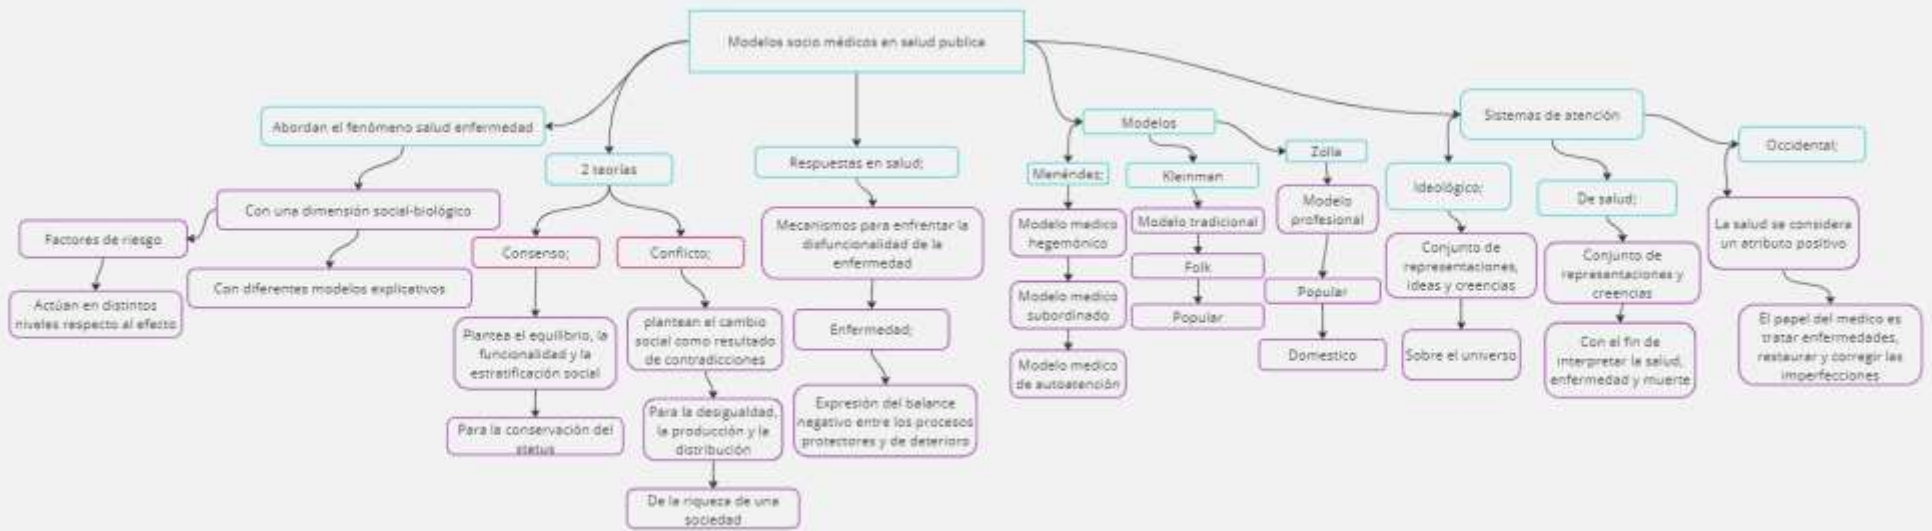 Modelos socio médicos en salud publica
Abordan el fenómeno salud enfermedad
Con una dimensión social-biológico
Factores de riesgo
Actúan en distintos
niveles respecto al efecto
Con diferentes modelos explicativos
2 teorías
Consenso;
Plantea el equilibrio, la
funcionalidad y la
estratificación social
Para la conservación del
status
Conflicto;
plantean el cambio
social como resultado
de contradicciones
Para la desigualdad,
la producción y la
distribución
De la riqueza de una
sociedad
Respuestas en salud;
Mecanismos para enfrentar la
disfuncionalidad de la
enfermedad
Enfermedad;
Expresión del balance
negativo entre los procesos
protectores y de deterioro
Modelos
Menéndes;
Modelo medico
hegemónico
Modelo medico
subordinado
Modelo medico
de autoatención
Kleinman
Modelo tradicional
Folk
Popular
Zolla
Modelo
profesional
Popular
Domestico
Sistemas de atención
Ideológico;
Conjunto de
representaciones,
ideas y creencias
Sobre el universo
De salud;
Conjunto de
representaciones y
creencias
Con el fin de
interpretar la salud,
enfermedad y muerte
Occidental;
La salud se considera
un atributo positivo
El papel del medico es
tratar enfermedades,
restaurar y corregir las
imperfecciones